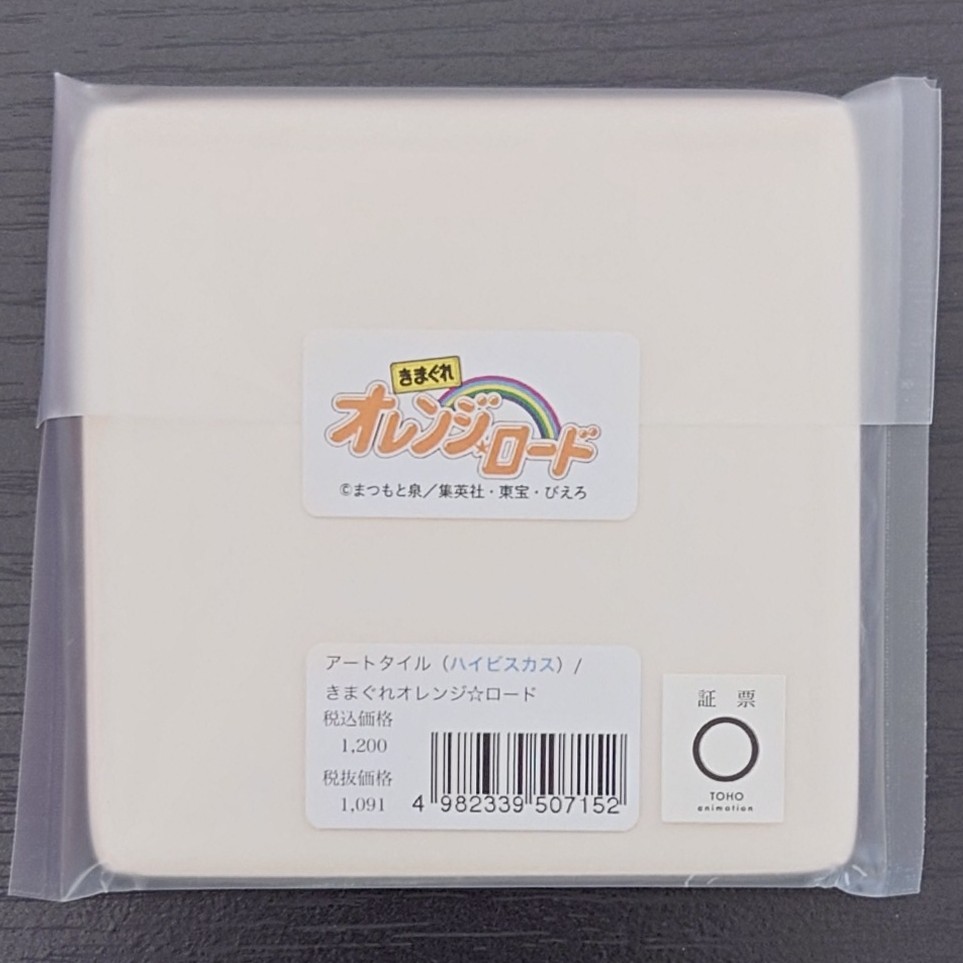 きまぐれ
オレンジ☆ロード
©まつもと泉／集英社・東宝・ぴえろ
アートタイル（ハイビスカス）/
きまぐれオレンジ☆ロード
税込価格
1,200
税抜価格
1,091
4 982339 507152
証 票
TOHO
animation